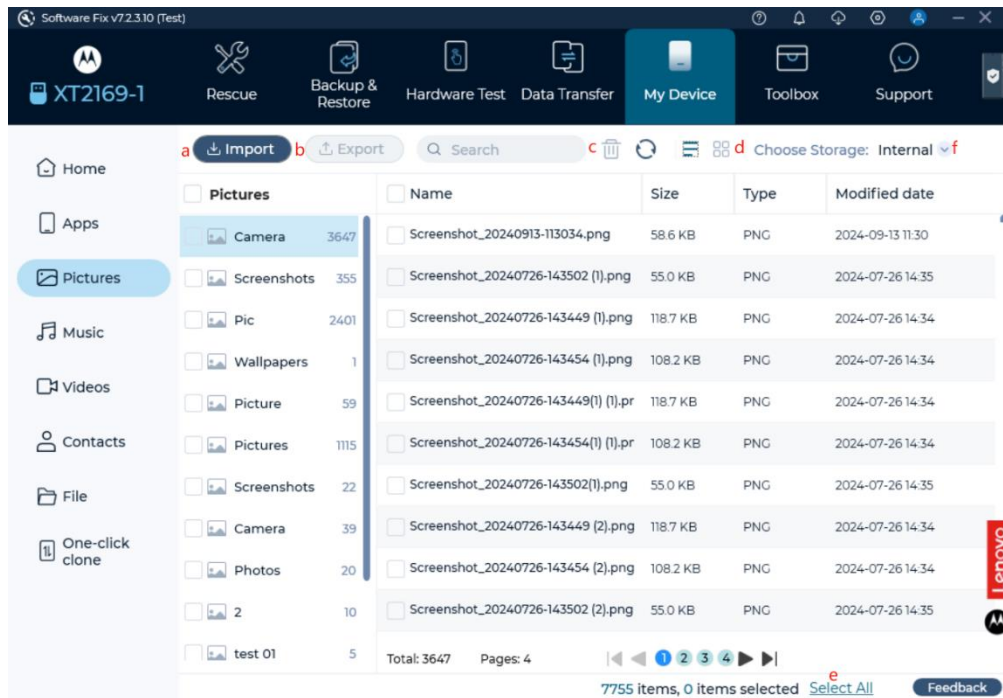 Software Fix v7.2.3.10 (Test)
XT2169-1
Rescue
Backup &
Restore
Hardware Test
Data Transfer
My Device
Toolbox
Support
a Import b Export Search c d Choose Storage: Internal f
Home
Apps
Pictures
Music
Videos
Contacts
File
One-click
clone
Pictures
Camera 3647
Screenshots 355
Pic 2401
Wallpapers 1
Picture 59
Pictures 1115
Screenshots 22
Camera 39
Photos 20
2 10
test 01 5
Name Size Type Modified date
Screenshot_20240913-113034.png 58.6 KB PNG 2024-09-13 11:30
Screenshot_20240726-143502 (1).png 55.0 KB PNG 2024-07-26 14:35
Screenshot_20240726-143449 (1).png 118.7 KB PNG 2024-07-26 14:34
Screenshot_20240726-143454 (1).png 108.2 KB PNG 2024-07-26 14:34
Screenshot_20240726-143449(1) (1).pr 118.7 KB PNG 2024-07-26 14:34
Screenshot_20240726-143454(1) (1).pr 108.2 KB PNG 2024-07-26 14:34
Screenshot_20240726-143502(1).png 55.0 KB PNG 2024-07-26 14:35
Screenshot_20240726-143449 (2).png 118.7 KB PNG 2024-07-26 14:34
Screenshot_20240726-143454 (2).png 108.2 KB PNG 2024-07-26 14:34
Screenshot_20240726-143502 (2).png 55.0 KB PNG 2024-07-26 14:35
Total: 3647 Pages: 4 1 2 3 4
e
7755 items, 0 items selected Select All Feedback
Lenovo